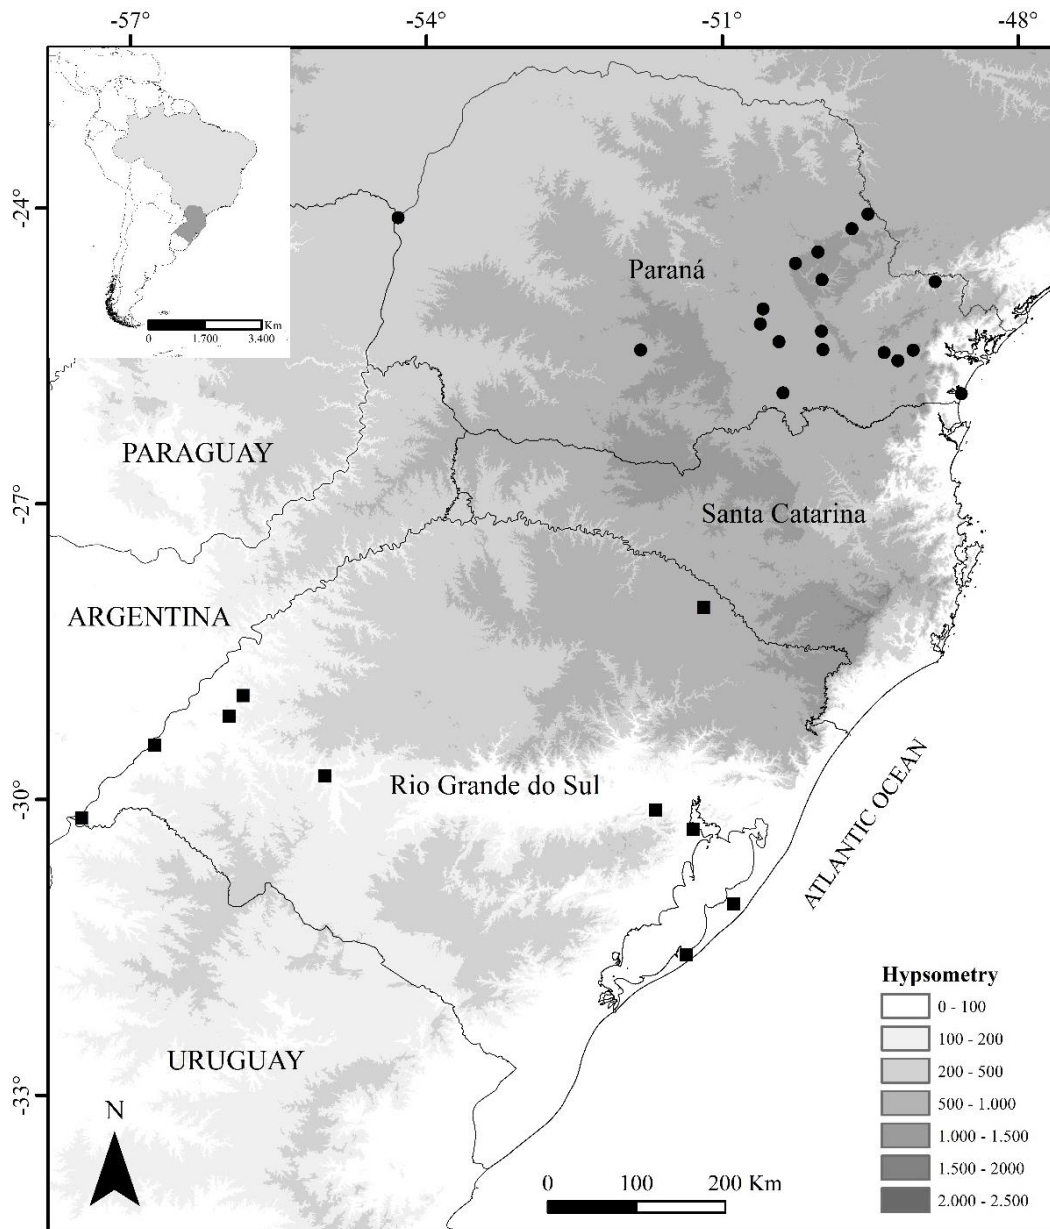 -57°
-54°
-51°
-48°
-24°
-27°
-30°
-33°
Km
0
1.700
3.400
Paraná
PARAGUAY
Santa Catarina
ARGENTINA
Rio Grande do Sul
ATLANTIC OCEAN
URUGUAY
N
0
100
200 Km
Hypsometry
0 - 100
100 - 200
200 - 500
500 - 1.000
1.000 - 1.500
1.500 - 2000
2.000 - 2.500